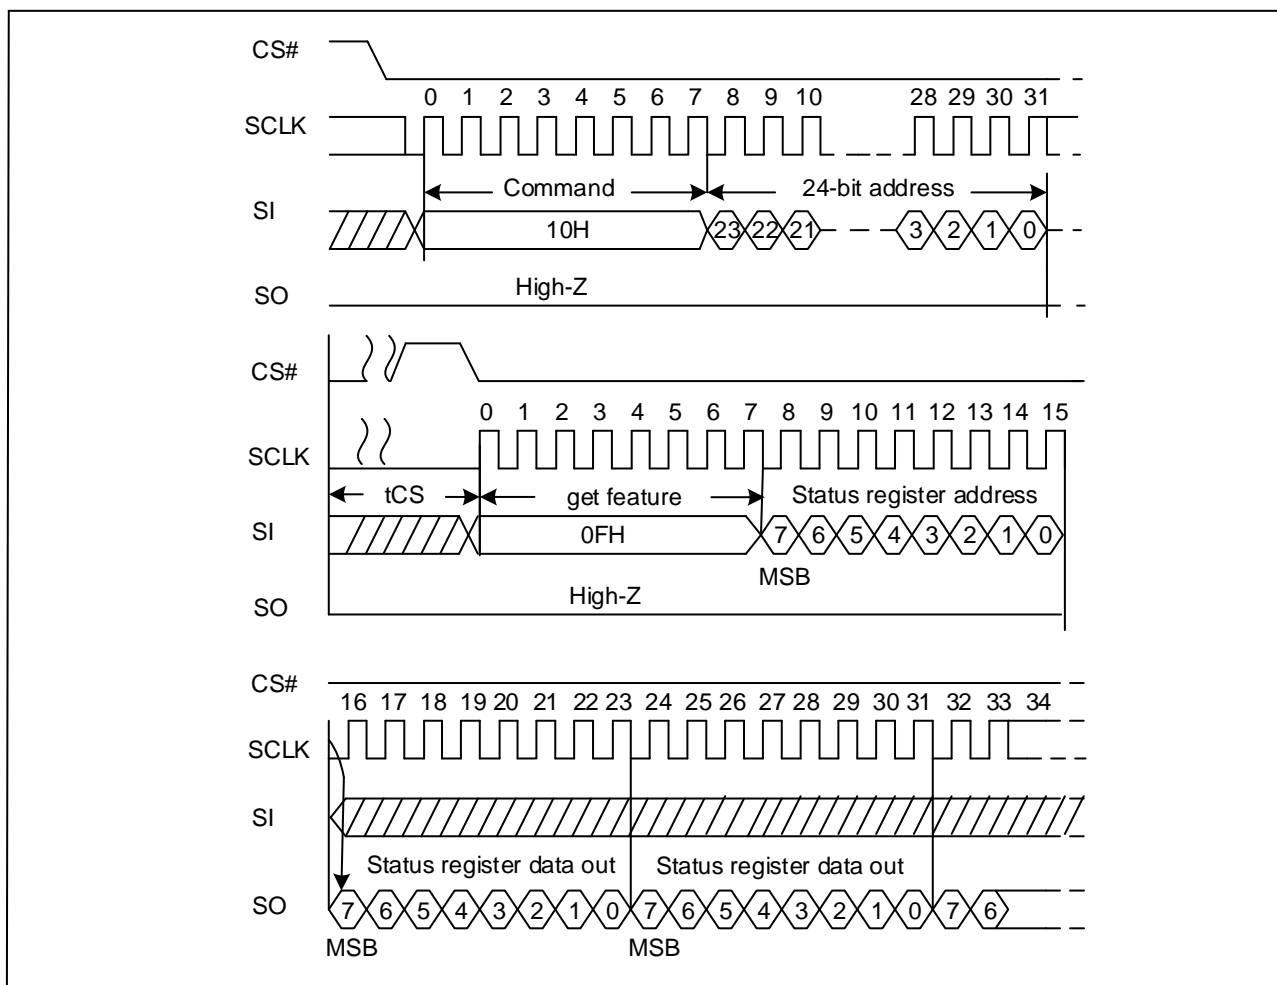 CS#
0 1 2 3 4 5 6 7 8 9 10 28 29 30 31
SCLK
Command 24-bit address
SI
10H 23 22 21 3 2 1 0
High-Z
SO
CS#
0 1 2 3 4 5 6 7 8 9 10 11 12 13 14 15
SCLK
tCS get feature Status register address
SI
0FH 7 6 5 4 3 2 1 0
MSB
High-Z
SO
CS#
16 17 18 19 20 21 22 23 24 25 26 27 28 29 30 31 32 33 34
SCLK
SI
Status register data out Status register data out
SO 7 6 5 4 3 2 1 0 7 6 5 4 3 2 1 0 7 6
MSB MSB